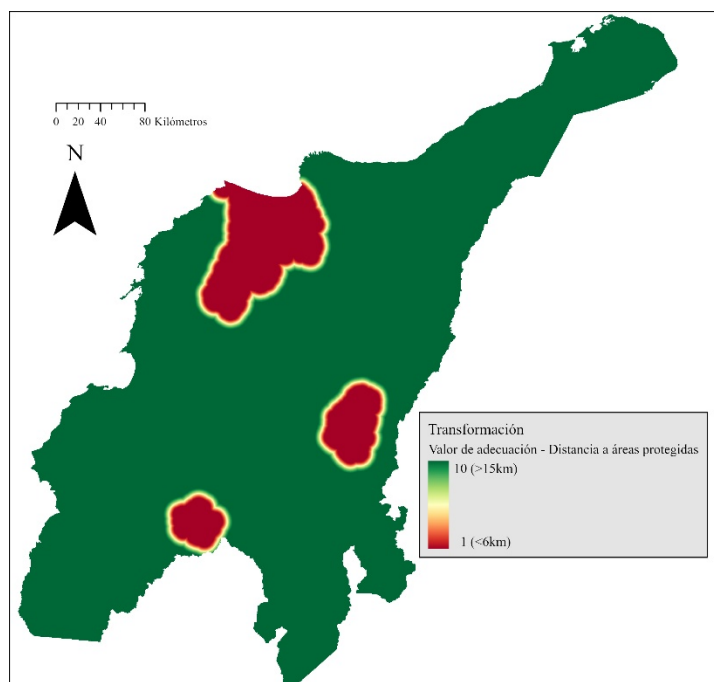 0 20 40 80 Kilómetros
N
Transformación
Valor de adecuación - Distancia a áreas protegidas
10 (>15km)
1 (<6km)